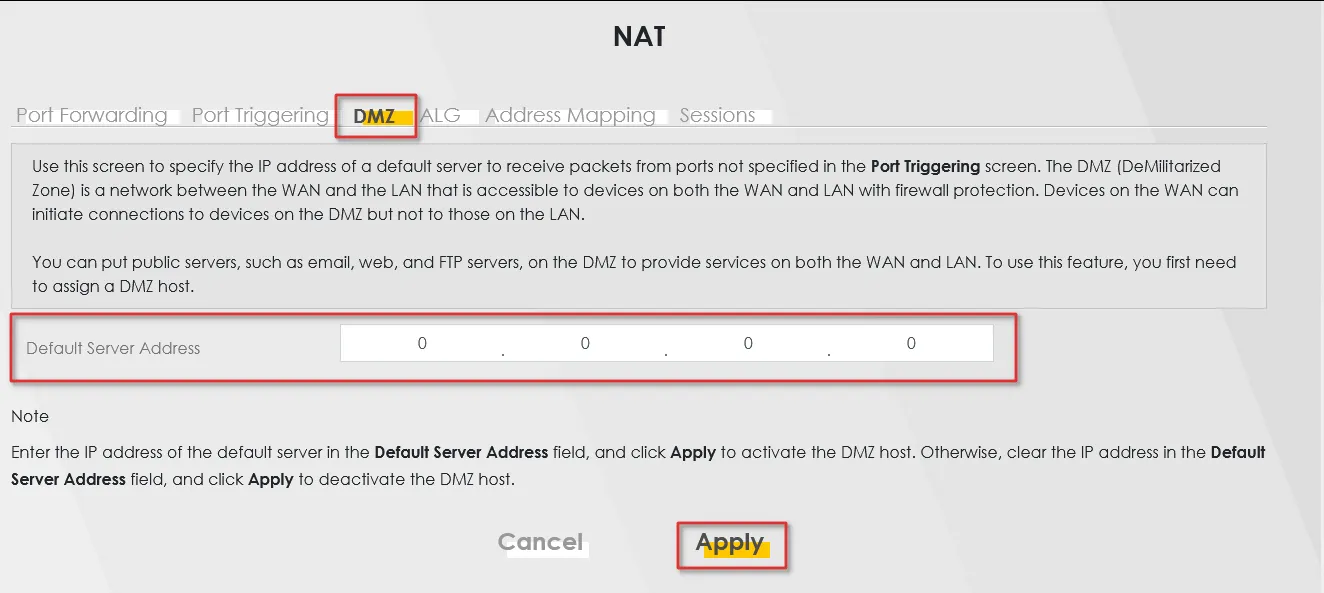 NAT
Port Forwarding Port Triggering DMZ ALG Address Mapping Sessions
Use this screen to specify the IP address of a default server to receive packets from ports not specified in the Port Triggering screen. The DMZ (DeMilitarized
Zone) is a network between the WAN and the LAN that is accessible to devices on both the WAN and LAN with firewall protection. Devices on the WAN can
initiate connections to devices on the DMZ but not to those on the LAN.
You can put public servers, such as email, web, and FTP servers, on the DMZ to provide services on both the WAN and LAN. To use this feature, you first need
to assign a DMZ host.
Default Server Address 0 . 0 . 0 . 0
Note
Enter the IP address of the default server in the Default Server Address field, and click Apply to activate the DMZ host. Otherwise, clear the IP address in the Default
Server Address field, and click Apply to deactivate the DMZ host.
Cancel Apply